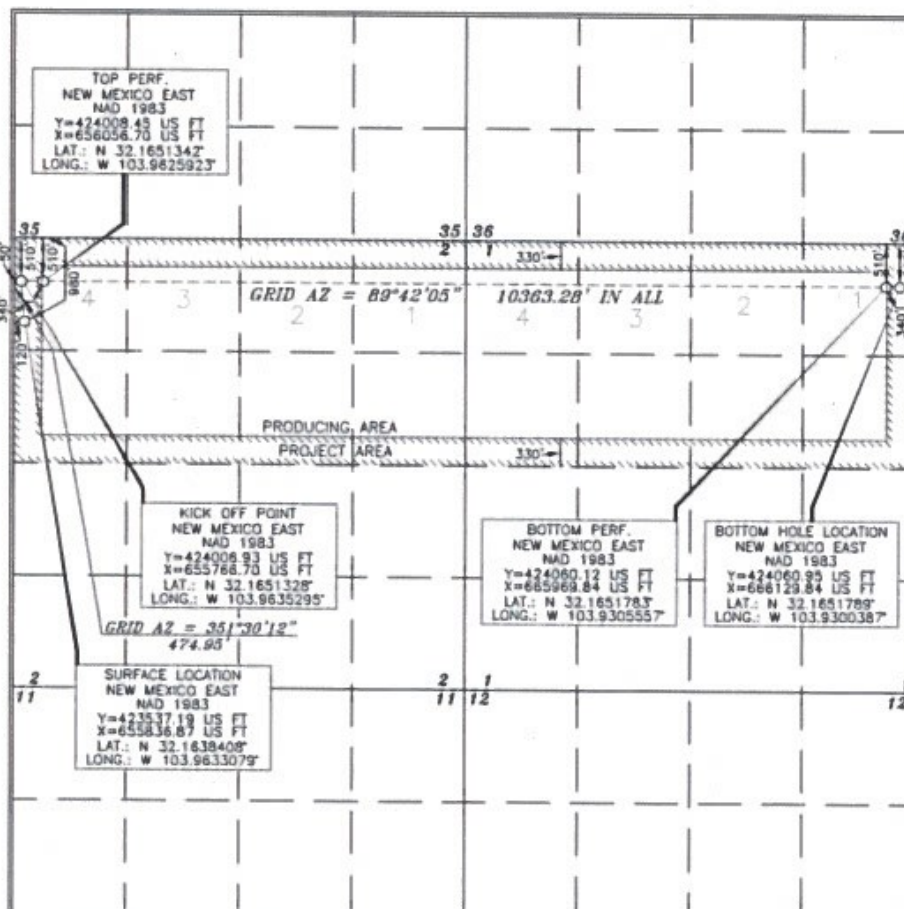 TOP PERF.
NEW MEXICO EAST
NAD 1983
Y=424008.45 US FT
X=656056.70 US FT
LAT.: N 32.1651342°
LONG.: W 103.9625923°
35
35 36
2 1
510'
510'
980'
340'
120'
330'
510'
340'
4 3 2 1 4 3 2 1
GRID AZ = 89°42'05" 10363.28' IN ALL
PRODUCING AREA
PROJECT AREA
330'
KICK OFF POINT
NEW MEXICO EAST
NAD 1983
Y=424006.93 US FT
X=655766.70 US FT
LAT.: N 32.1651328°
LONG.: W 103.9635295°
BOTTOM PERF.
NEW MEXICO EAST
NAD 1983
Y=424060.12 US FT
X=665969.84 US FT
LAT.: N 32.1651783°
LONG.: W 103.9305557°
BOTTOM HOLE LOCATION
NEW MEXICO EAST
NAD 1983
Y=424060.95 US FT
X=666129.84 US FT
LAT.: N 32.1651789°
LONG.: W 103.9300387°
GRID AZ = 351°30'12"
474.95'
SURFACE LOCATION
NEW MEXICO EAST
NAD 1983
Y=423537.19 US FT
X=655836.87 US FT
LAT.: N 32.1638408°
LONG.: W 103.9633079°
2
11
2 1
11 12
12